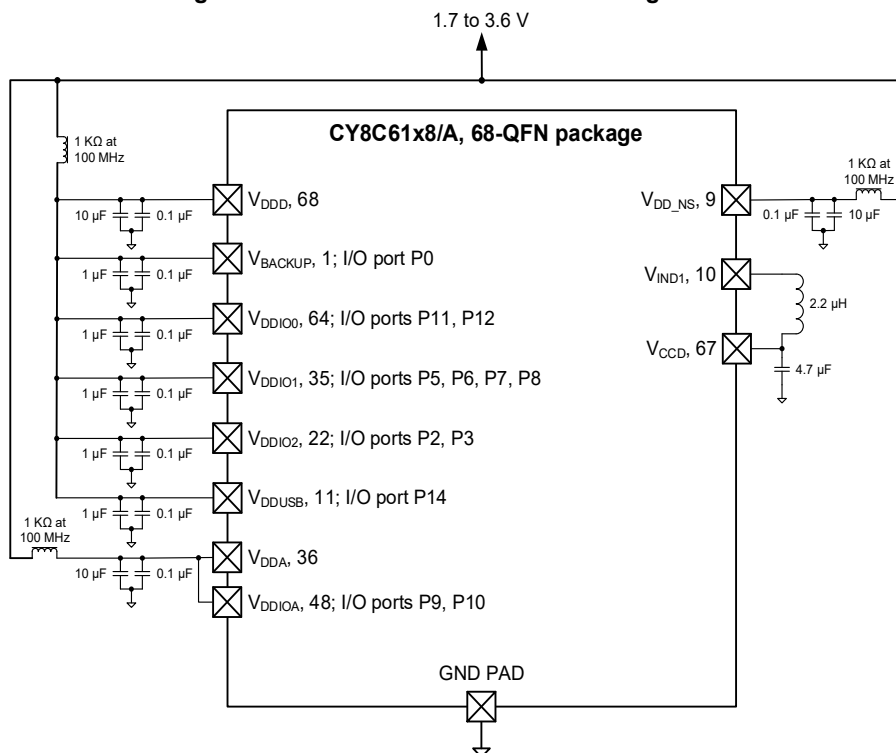 1.7 to 3.6 V
CY8C61x8/A, 68-QFN package
1 KΩ at
100 MHz
1 KΩ at
100 MHz
10 µF
0.1 µF
VDDD, 68
VDD_NS, 9
0.1 µF
10 µF
1 µF
0.1 µF
VBACKUP, 1; I/O port P0
VIND1, 10
2.2 µH
1 µF
0.1 µF
VDDIO0, 64; I/O ports P11, P12
VCCD, 67
4.7 µF
1 µF
0.1 µF
VDDIO1, 35; I/O ports P5, P6, P7, P8
1 µF
0.1 µF
VDDIO2, 22; I/O ports P2, P3
1 µF
0.1 µF
VDDUSB, 11; I/O port P14
1 KΩ at
100 MHz
10 µF
0.1 µF
VDDA, 36
VDDIOA, 48; I/O ports P9, P10
GND PAD